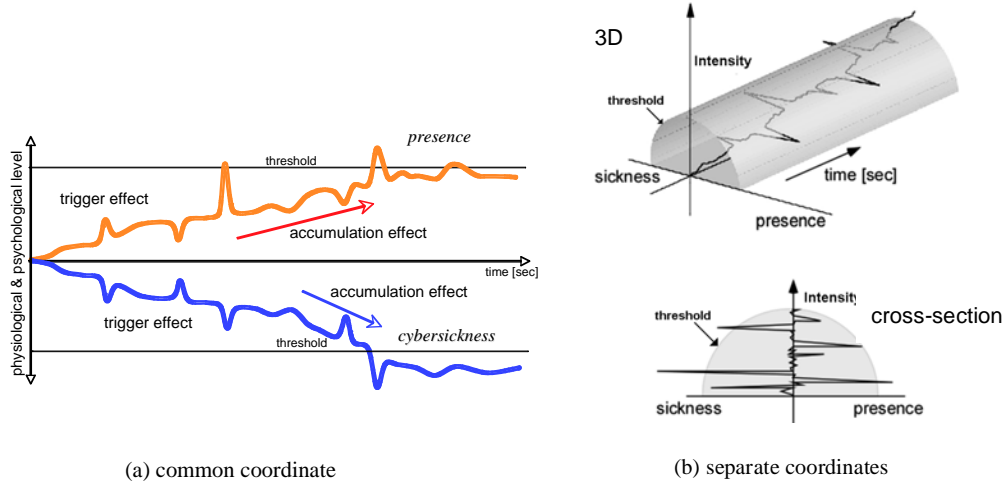 physiological & psychological level
presence
threshold
trigger effect
accumulation effect
time [sec]
accumulation effect
trigger effect
threshold
cybersickness
(a) common coordinate
3D
Intensity
threshold
sickness
time [sec]
presence
Intensity
cross-section
threshold
sickness
presence
(b) separate coordinates